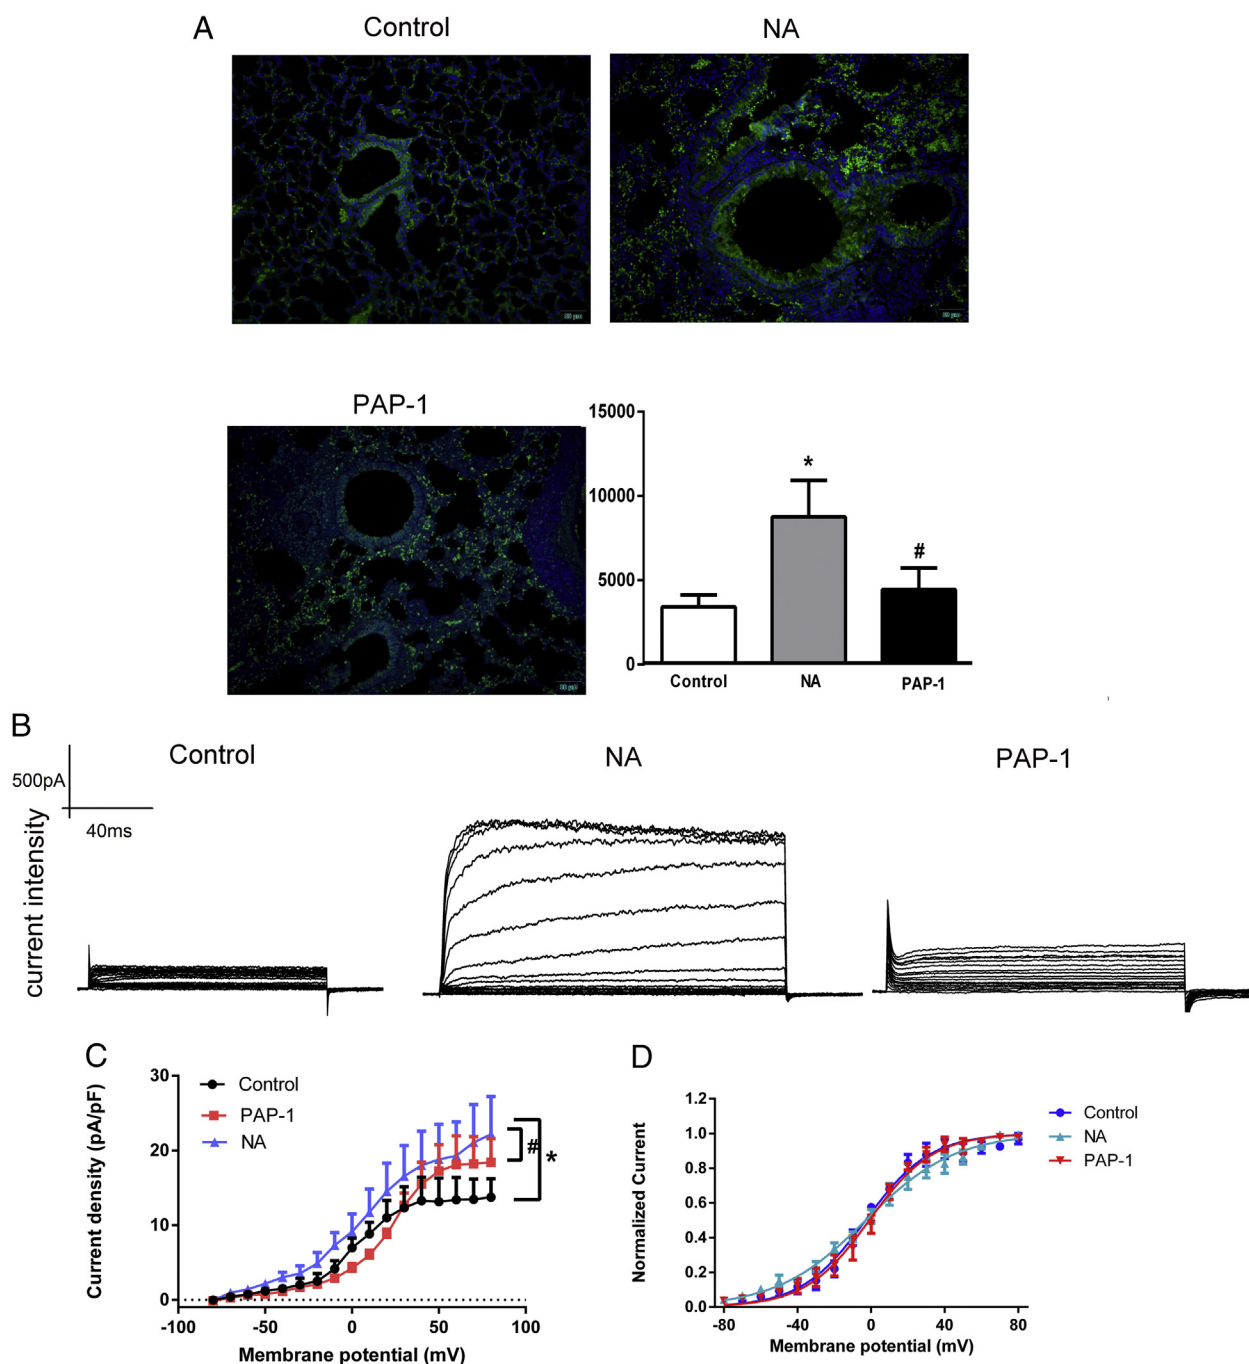 A
Control
NA
PAP-1
15000
10000
5000
0
*
#
Control
NA
PAP-1
B
Control
NA
PAP-1
500pA
40ms
current intensity
C
D
30
20
10
0
Current density (pA/pF)
Control
PAP-1
NA
#
*
-100
-50
0
50
100
Membrane potential (mV)
1.2
1.0
0.8
0.6
0.4
0.2
0.0
Normalized Current
Control
NA
PAP-1
-80
-40
0
40
80
Membrane potential (mV)